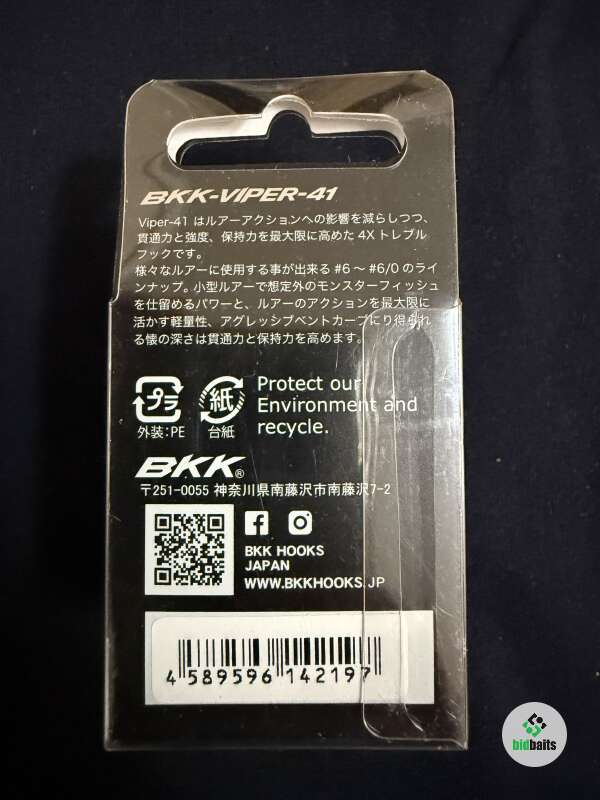 BKK-VIPER-41
Viper-41 はルアーアクションへの影響を減らしつつ、
貫通力と強度、保持力を最大限に高めた 4X トレブル
フックです。
様々なルアーに使用する事が出来る #6 ～ #6/0 のライ
ンナップ。小型ルアーで想定外のモンスターフィッシュ
を仕留めるパワーと、ルアーのアクションを最大限に
活かす軽量性、アグレッシブベントカーブにり得られ
る懐の深さは貫通力と保持力を高めます。
プラ
外装:PE
紙
台紙
Protect our
Environment and
recycle.
BKK®
〒251-0055 神奈川県南藤沢市南藤沢7-2
BKK HOOKS
JAPAN
WWW.BKKHOOKS.JP
4 589596 142197
bidbaits